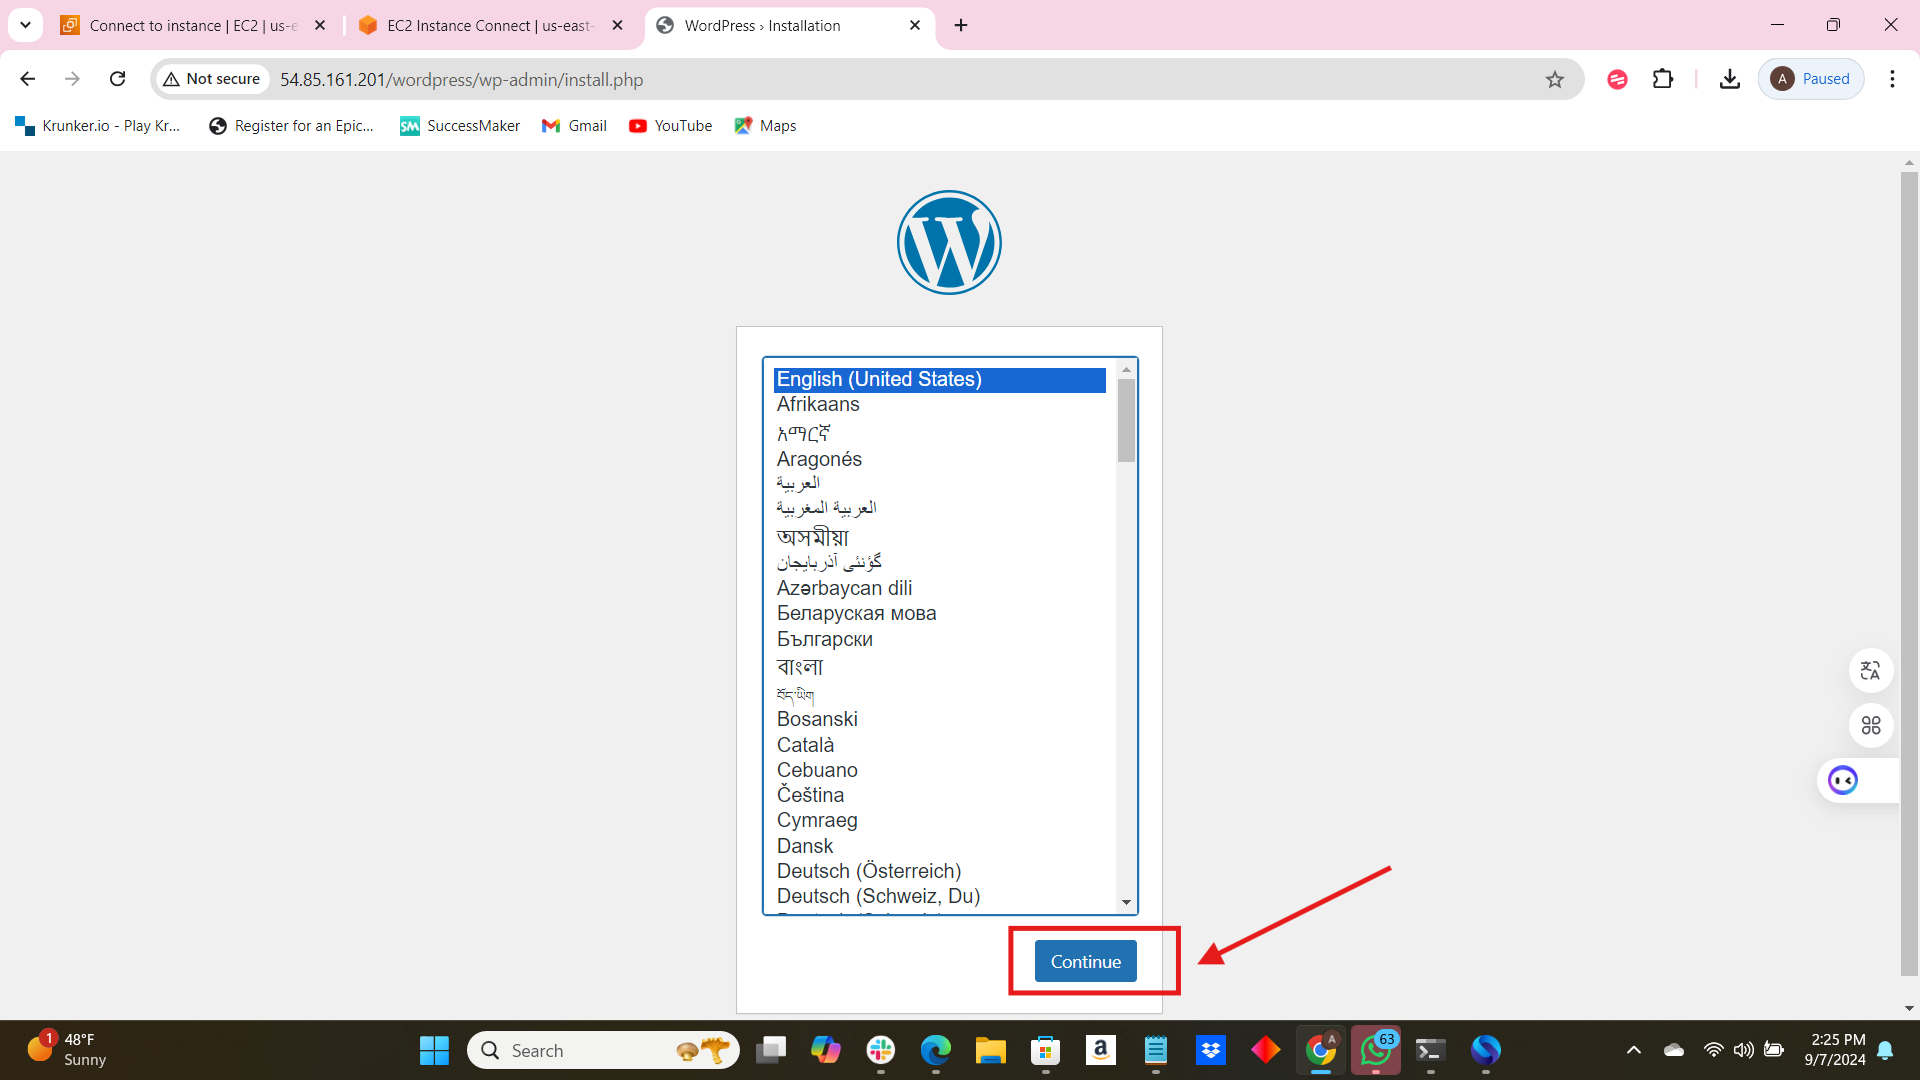 Connect to instance | EC2 | us-e
EC2 Instance Connect | us-east-
WordPress › Installation
Not secure
54.85.161.201/wordpress/wp-admin/install.php
A
Paused
Krunker.io - Play Kr...
Register for an Epic...
SM
SuccessMaker
Gmail
YouTube
Maps
W
English (United States)
Afrikaans
አማርኛ
Aragonés
العربية
العربية المغربية
অসমীয়া
گؤنئی آذربایجان
Azərbaycan dili
Беларуская мова
Български
বাংলা
བོད་ཡིག
Bosanski
Català
Cebuano
Čeština
Cymraeg
Dansk
Deutsch (Österreich)
Deutsch (Schweiz, Du)
Continue
1
48°F
Sunny
Search
a
A
63
2:25 PM
9/7/2024